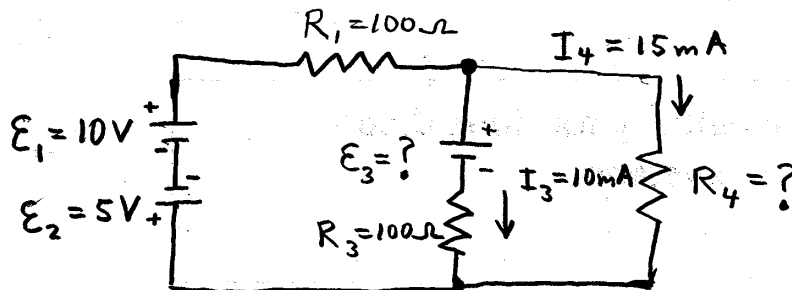 R₁=100Ω
I₄ = 15mA
+
ε₁=10V
-
-
ε₂=5V +
+
ε₃=?
-
I₃=10mA
R₄=?
R₃=100Ω